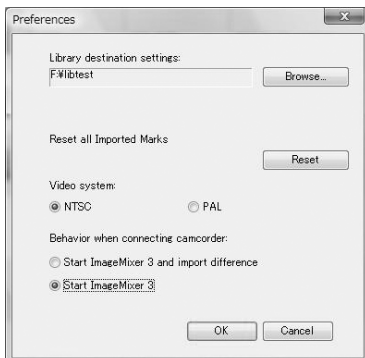 Preferences
Library destination settings:
F:¥libtest
Browse...
Reset all Imported Marks
Reset
Video system:
NTSC PAL
Behavior when connecting camcorder:
Start ImageMixer 3 and import difference
Start ImageMixer 3
OK Cancel